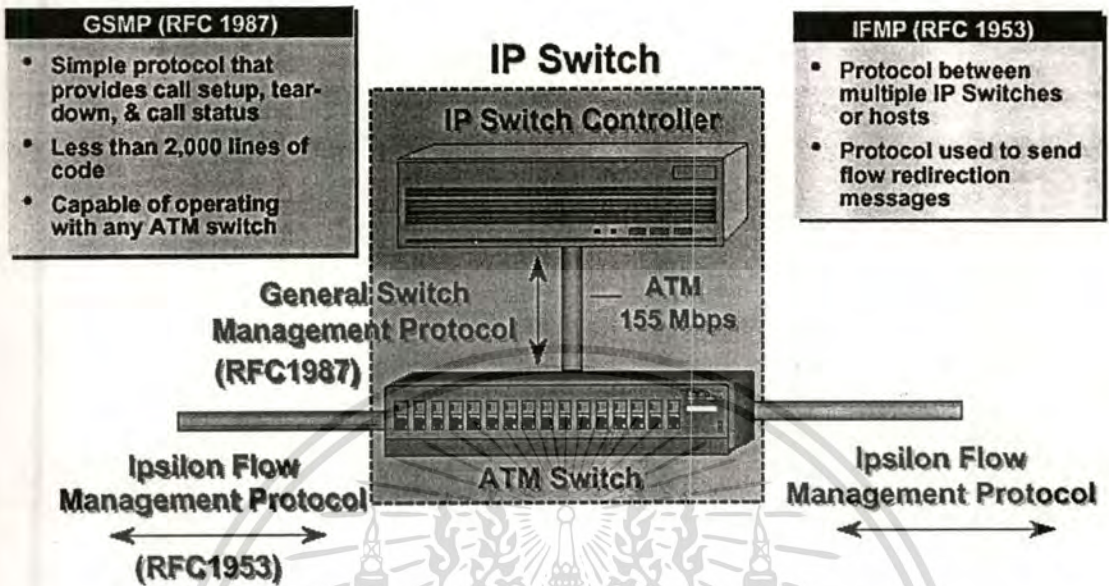 GSMP (RFC 1987)
• Simple protocol that
provides call setup, tear-
down, & call status
• Less than 2,000 lines of
code
• Capable of operating
with any ATM switch
IP Switch
IP Switch Controller
IFMP (RFC 1953)
• Protocol between
multiple IP Switches
or hosts
• Protocol used to send
flow redirection
messages
General Switch
Management Protocol
(RFC1987)
ATM
155 Mbps
ATM Switch
Ipsilon Flow
Management Protocol
(RFC1953)
Ipsilon Flow
Management Protocol